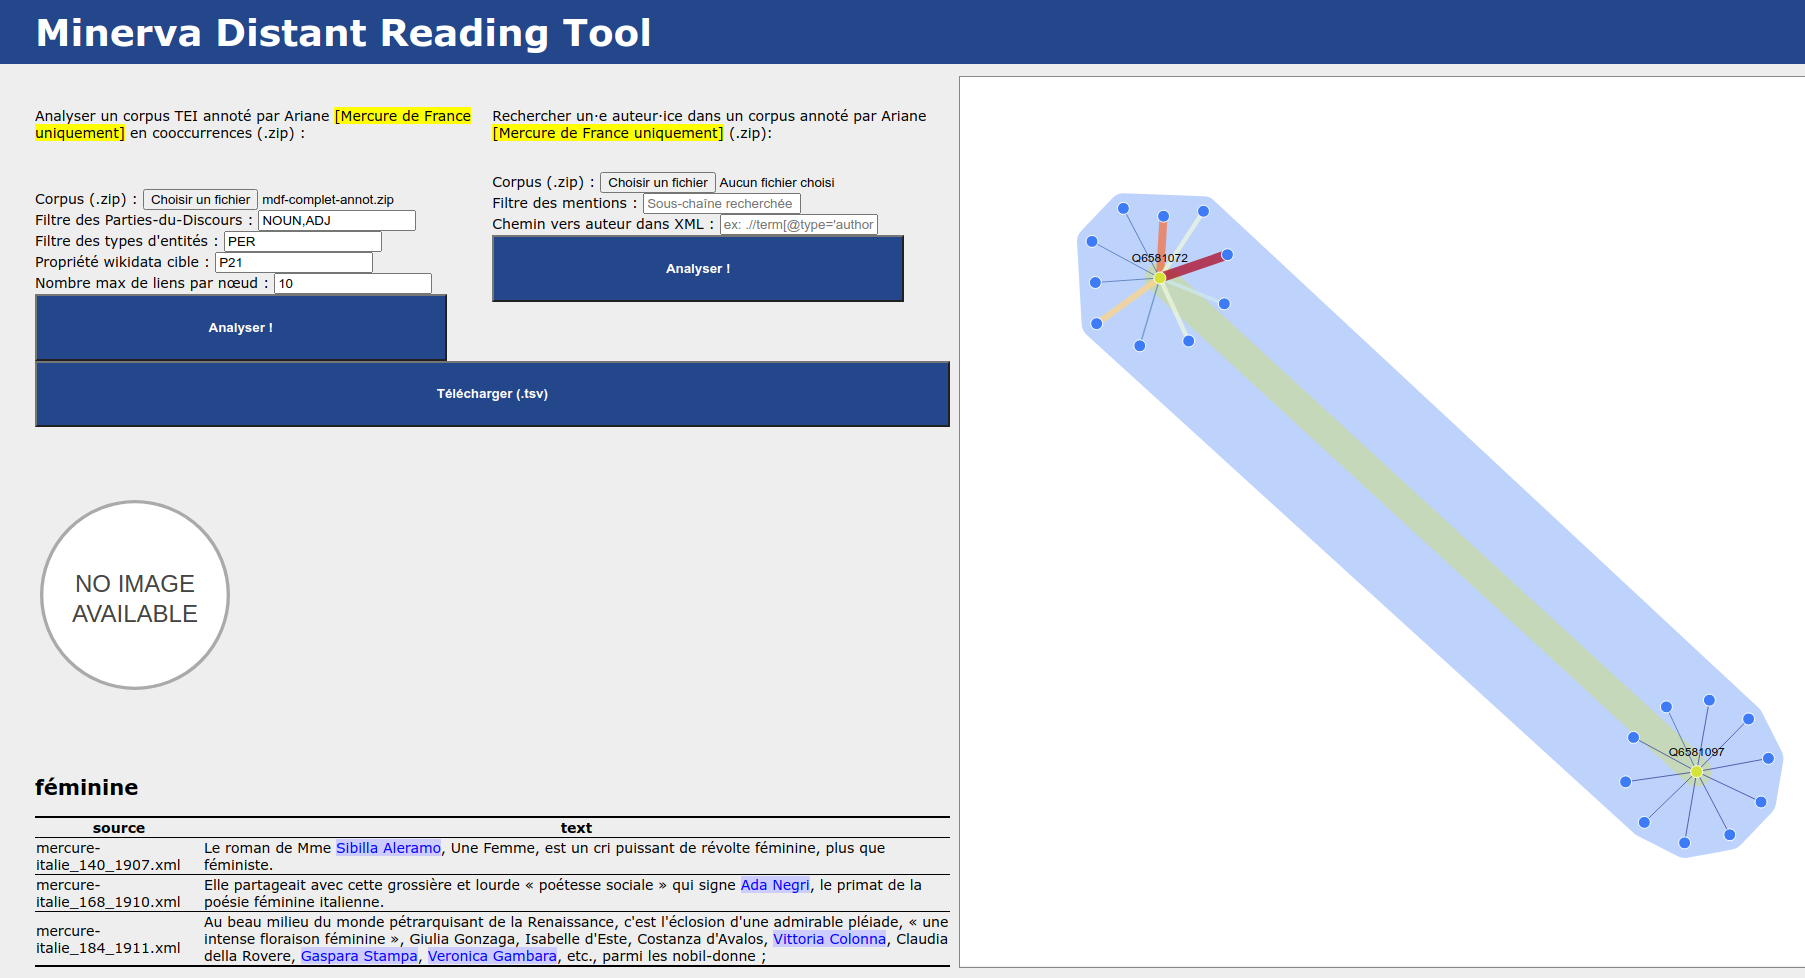 Minerva Distant Reading Tool
Analyser un corpus TEI annoté par Ariane [Mercure de France
uniquement] en cooccurrences (.zip) :
Corpus (.zip) : Choisir un fichier mdf-complet-annot.zip
Filtre des Parties-du-Discours : NOUN,ADJ
Filtre des types d'entités : PER
Propriété wikidata cible : P21
Nombre max de liens par nœud : 10
Analyser !
Rechercher un·e auteur·ice dans un corpus annoté par Ariane
[Mercure de France uniquement] (.zip):
Corpus (.zip) : Choisir un fichier Aucun fichier choisi
Filtre des mentions : Sous-chaîne recherchée
Chemin vers auteur dans XML : ex: .//term[@type='author
Analyser !
Télécharger (.tsv)
NO IMAGE
AVAILABLE
féminine
source text
mercure-
italie_140_1907.xml
Le roman de Mme Sibilla Aleramo, Une Femme, est un cri puissant de révolte féminine, plus que
féministe.
mercure-
italie_168_1910.xml
Elle partageait avec cette grossière et lourde « poétesse sociale » qui signe Ada Negri, le primat de la
poésie féminine italienne.
mercure-
italie_184_1911.xml
Au beau milieu du monde pétrarquisant de la Renaissance, c'est l'éclosion d'une admirable pléiade, « une
intense floraison féminine », Giulia Gonzaga, Isabelle d'Este, Costanza d'Avalos, Vittoria Colonna, Claudia
della Rovere, Gaspara Stampa, Veronica Gambara, etc., parmi les nobil-donne ;
Q6581072
Q6581097